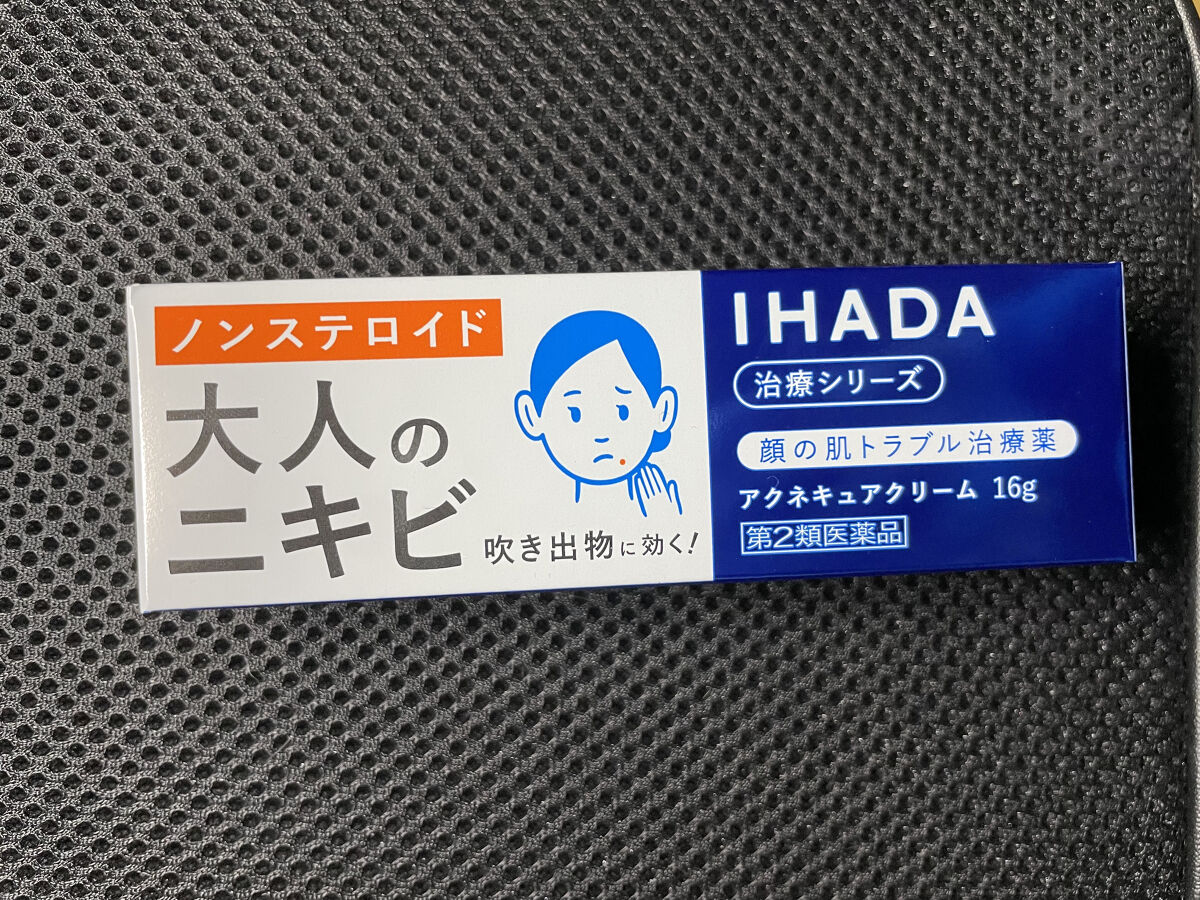 ノンステロイド
大人の
ニキビ
吹き出物に効く!
IHADA
治療シリーズ
顔の肌トラブル治療薬
アクネキュアクリーム 16g
第2類医薬品